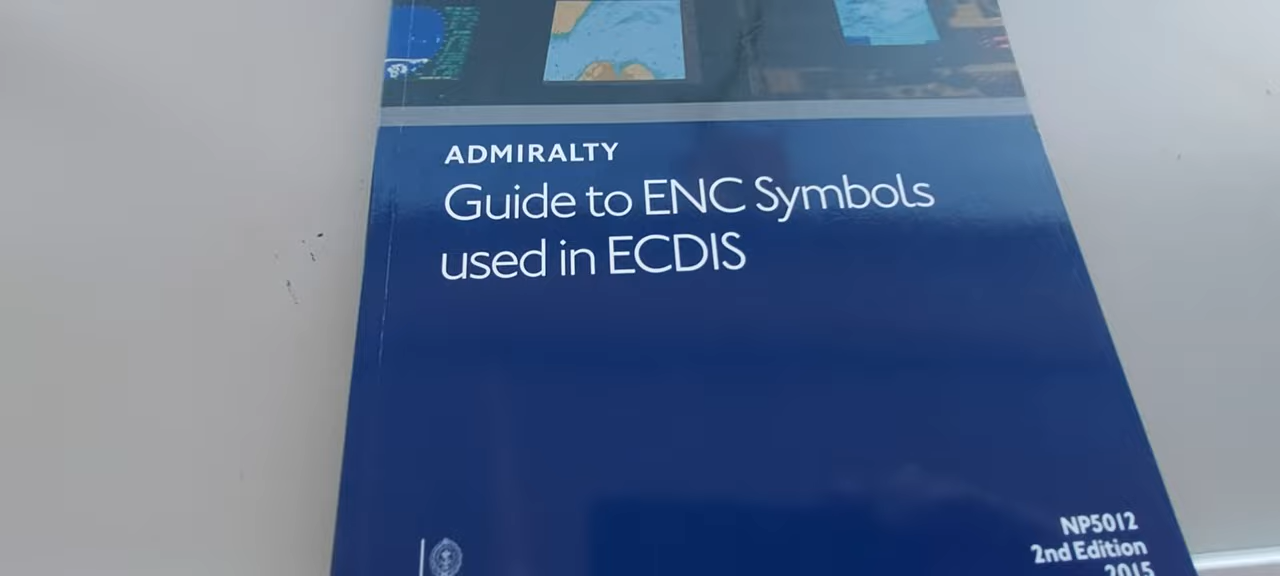 ADMIRALTY
Guide to ENC Symbols
used in ECDIS
NP5012
2nd Edition
2015